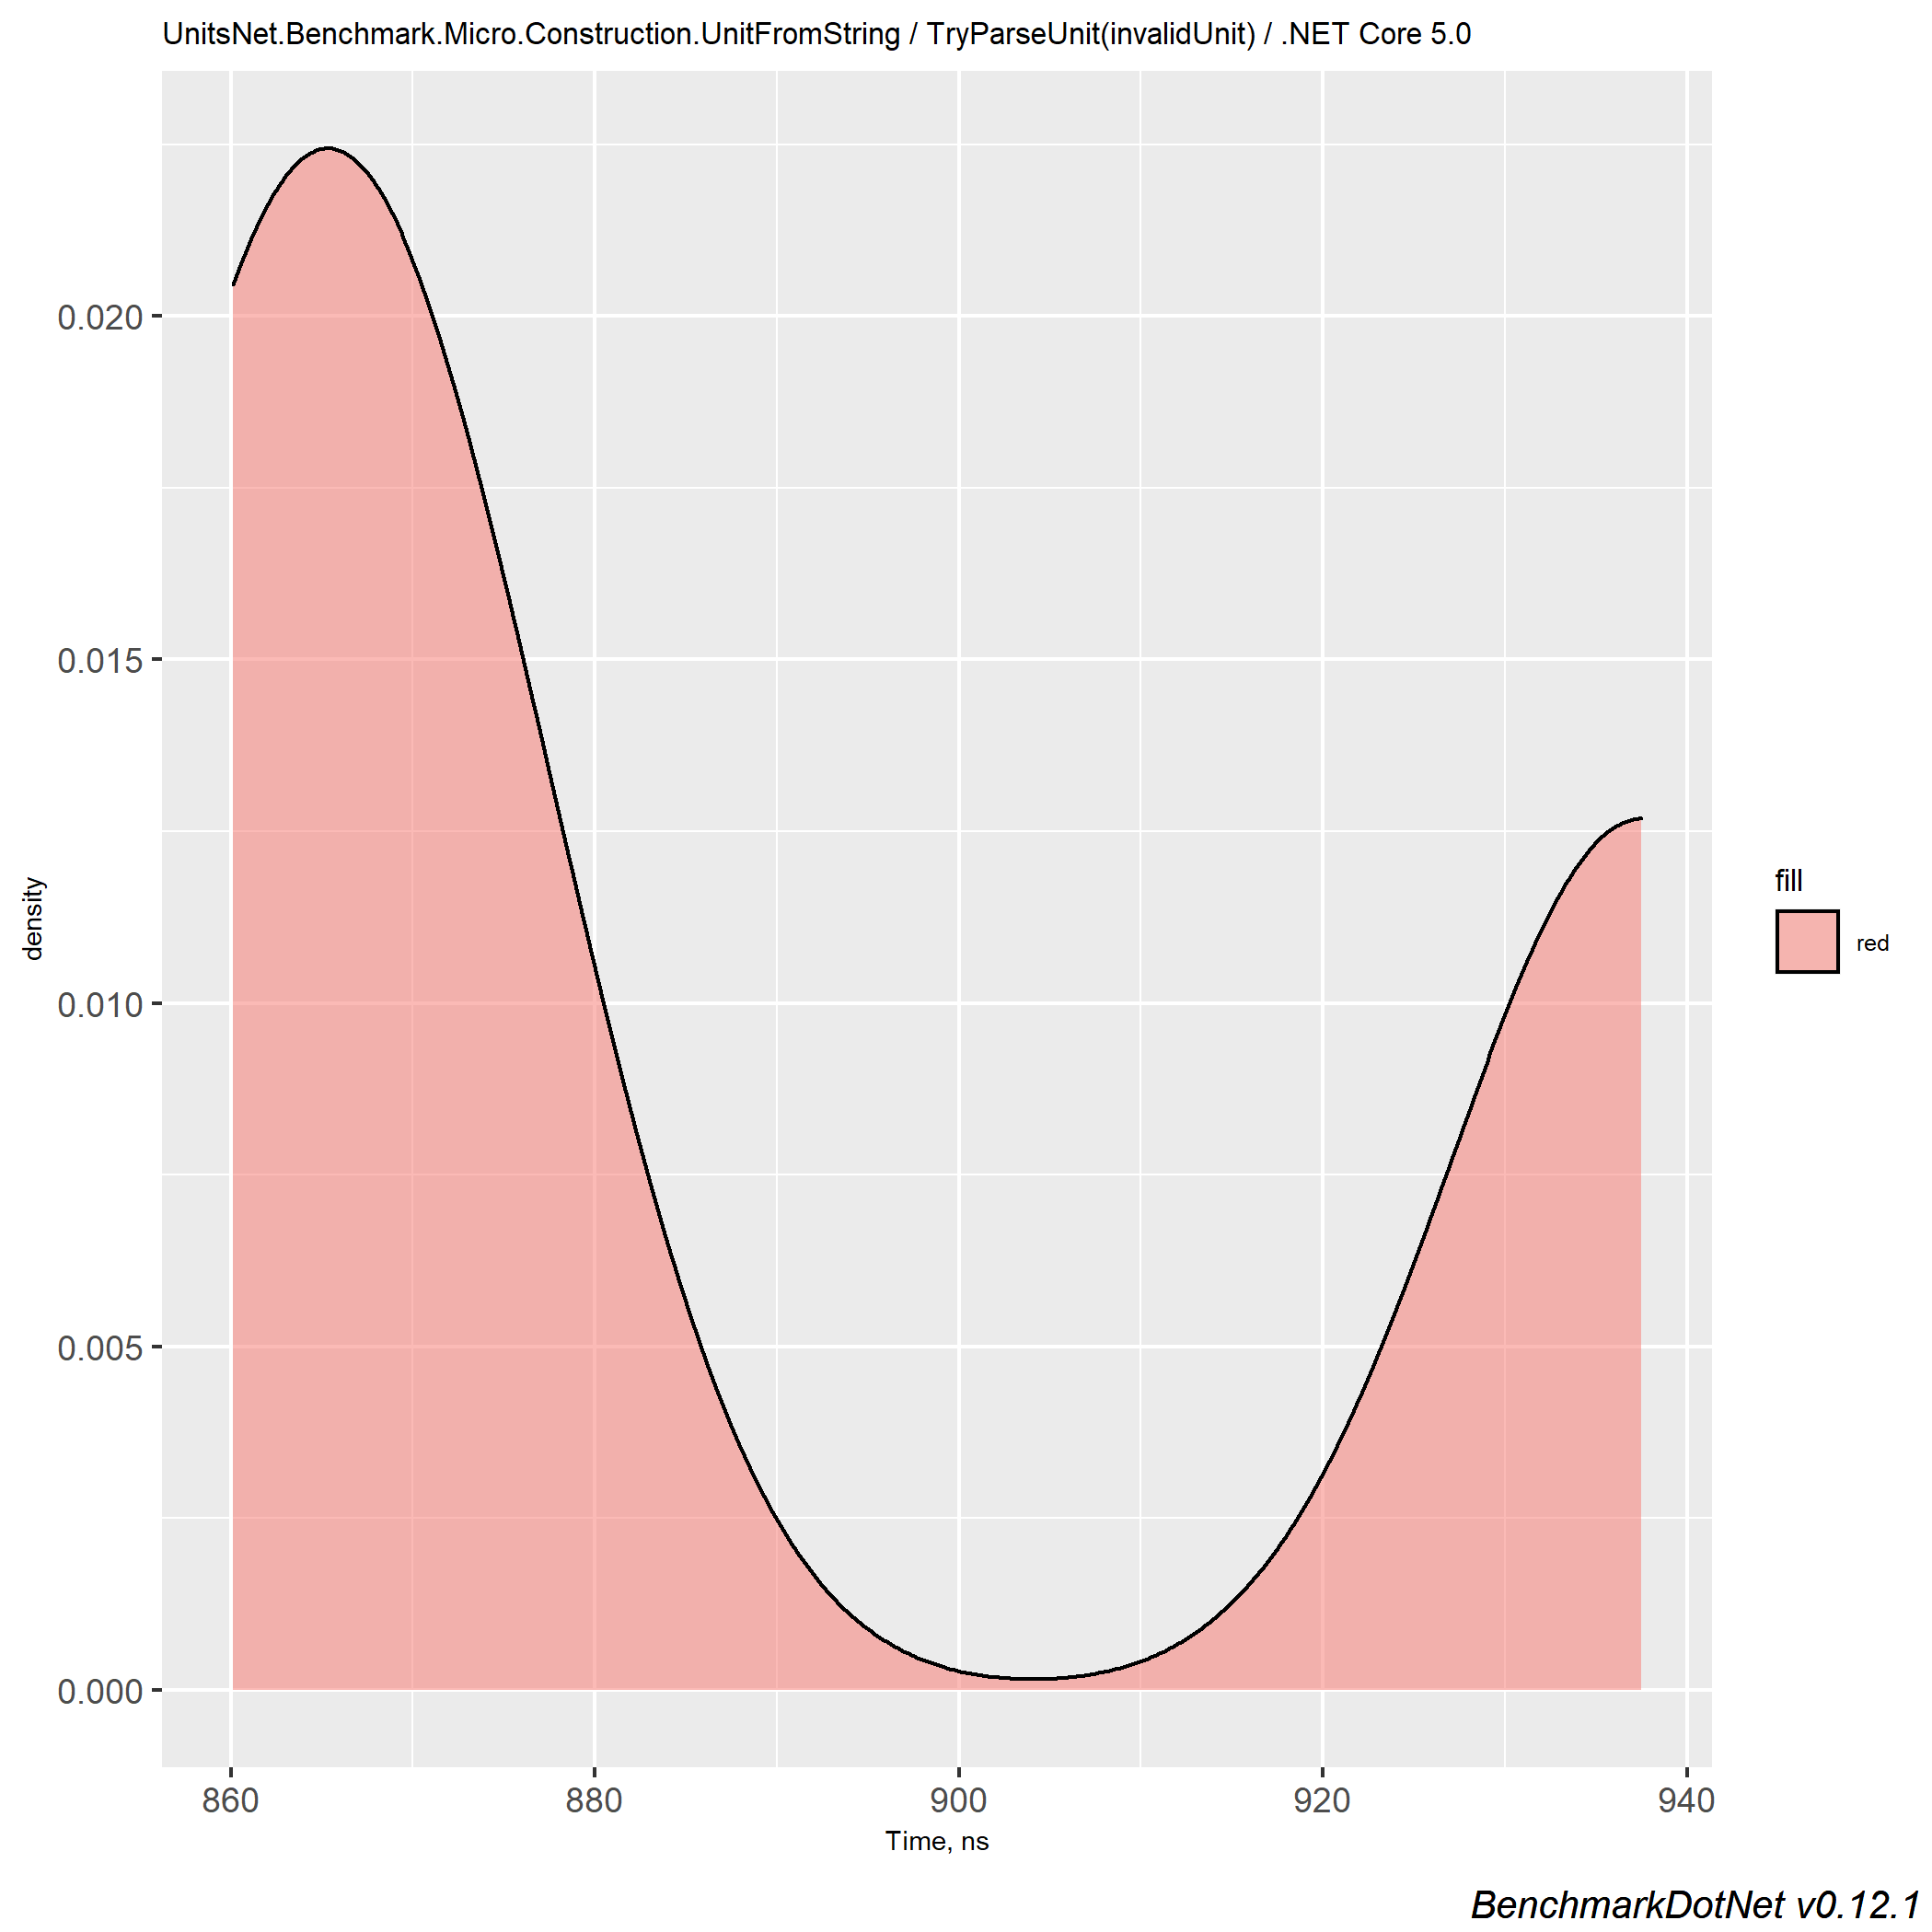 UnitsNet.Benchmark.Micro.Construction.UnitFromString / TryParseUnit(invalidUnit) / .NET Core 5.0
0.020
0.015
0.010
0.005
0.000
density
860 880 900 920 940
Time, ns
fill
red
BenchmarkDotNet v0.12.1